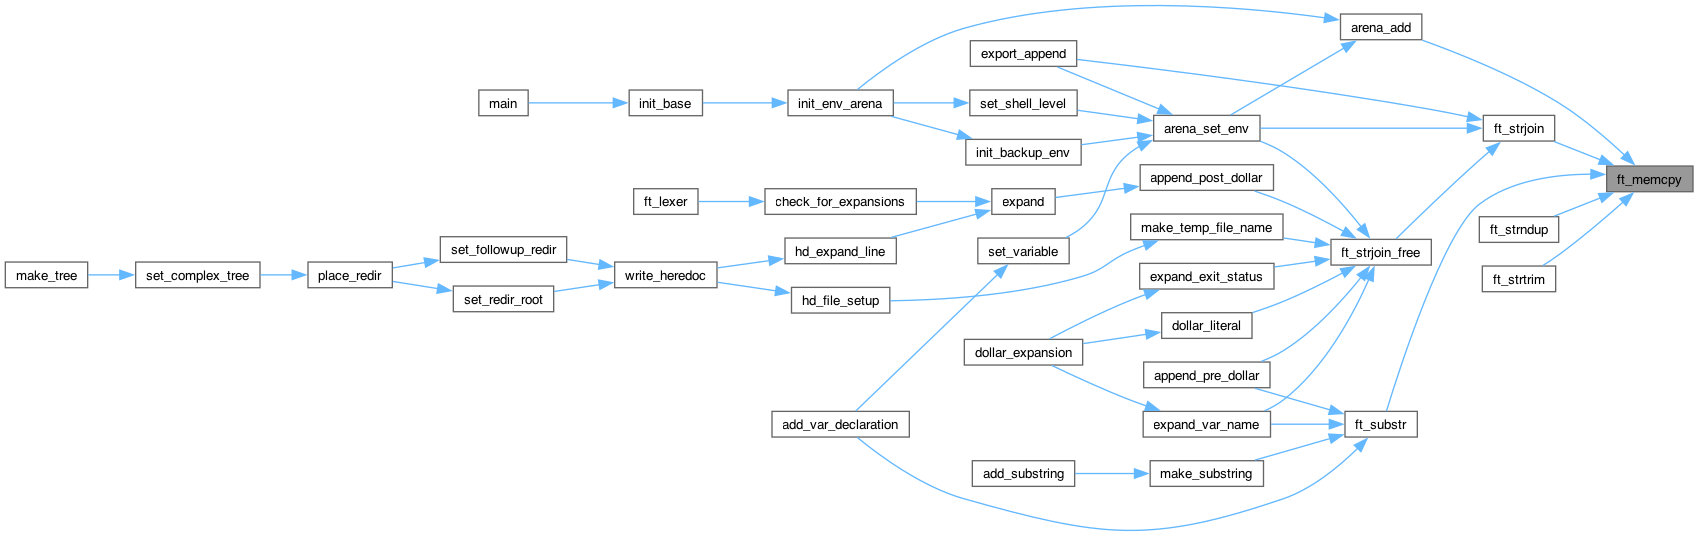 arena_add
export_append
main
init_base
init_env_arena
set_shell_level
arena_set_env
ft_strjoin
init_backup_env
append_post_dollar
ft_memcpy
ft_lexer
check_for_expansions
expand
make_temp_file_name
ft_strndup
set_followup_redir
hd_expand_line
set_variable
ft_strjoin_free
make_tree
set_complex_tree
place_redir
write_heredoc
expand_exit_status
ft_strtrim
set_redir_root
hd_file_setup
dollar_literal
dollar_expansion
append_pre_dollar
add_var_declaration
expand_var_name
ft_substr
add_substring
make_substring